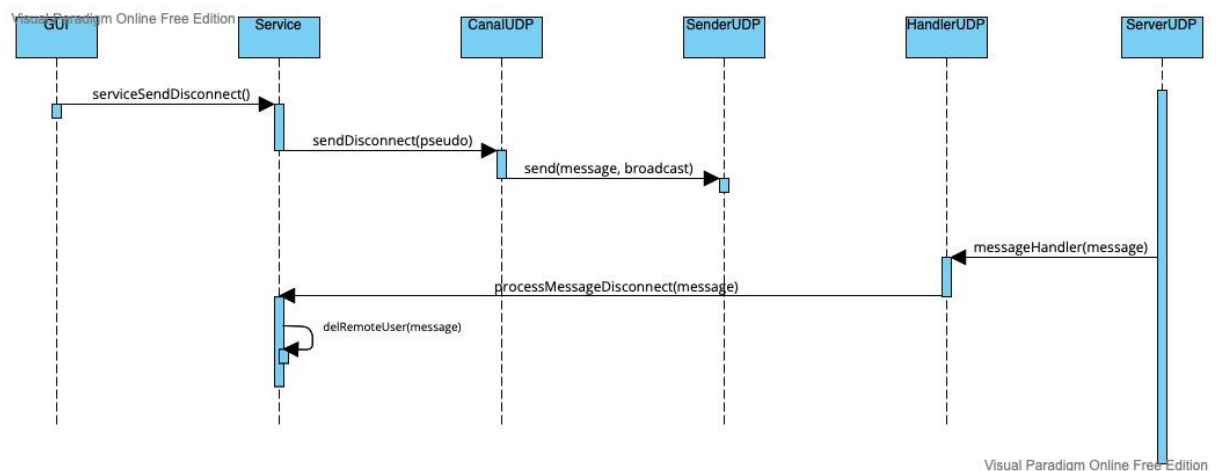 Visual Paradigm Online Free Edition
GUI
Service
CanalUDP
SenderUDP
HandlerUDP
ServerUDP
serviceSendDisconnect()
sendDisconnect(pseudo)
send(message, broadcast)
messageHandler(message)
processMessageDisconnect(message)
delRemoteUser(message)
Visual Paradigm Online Free Edition